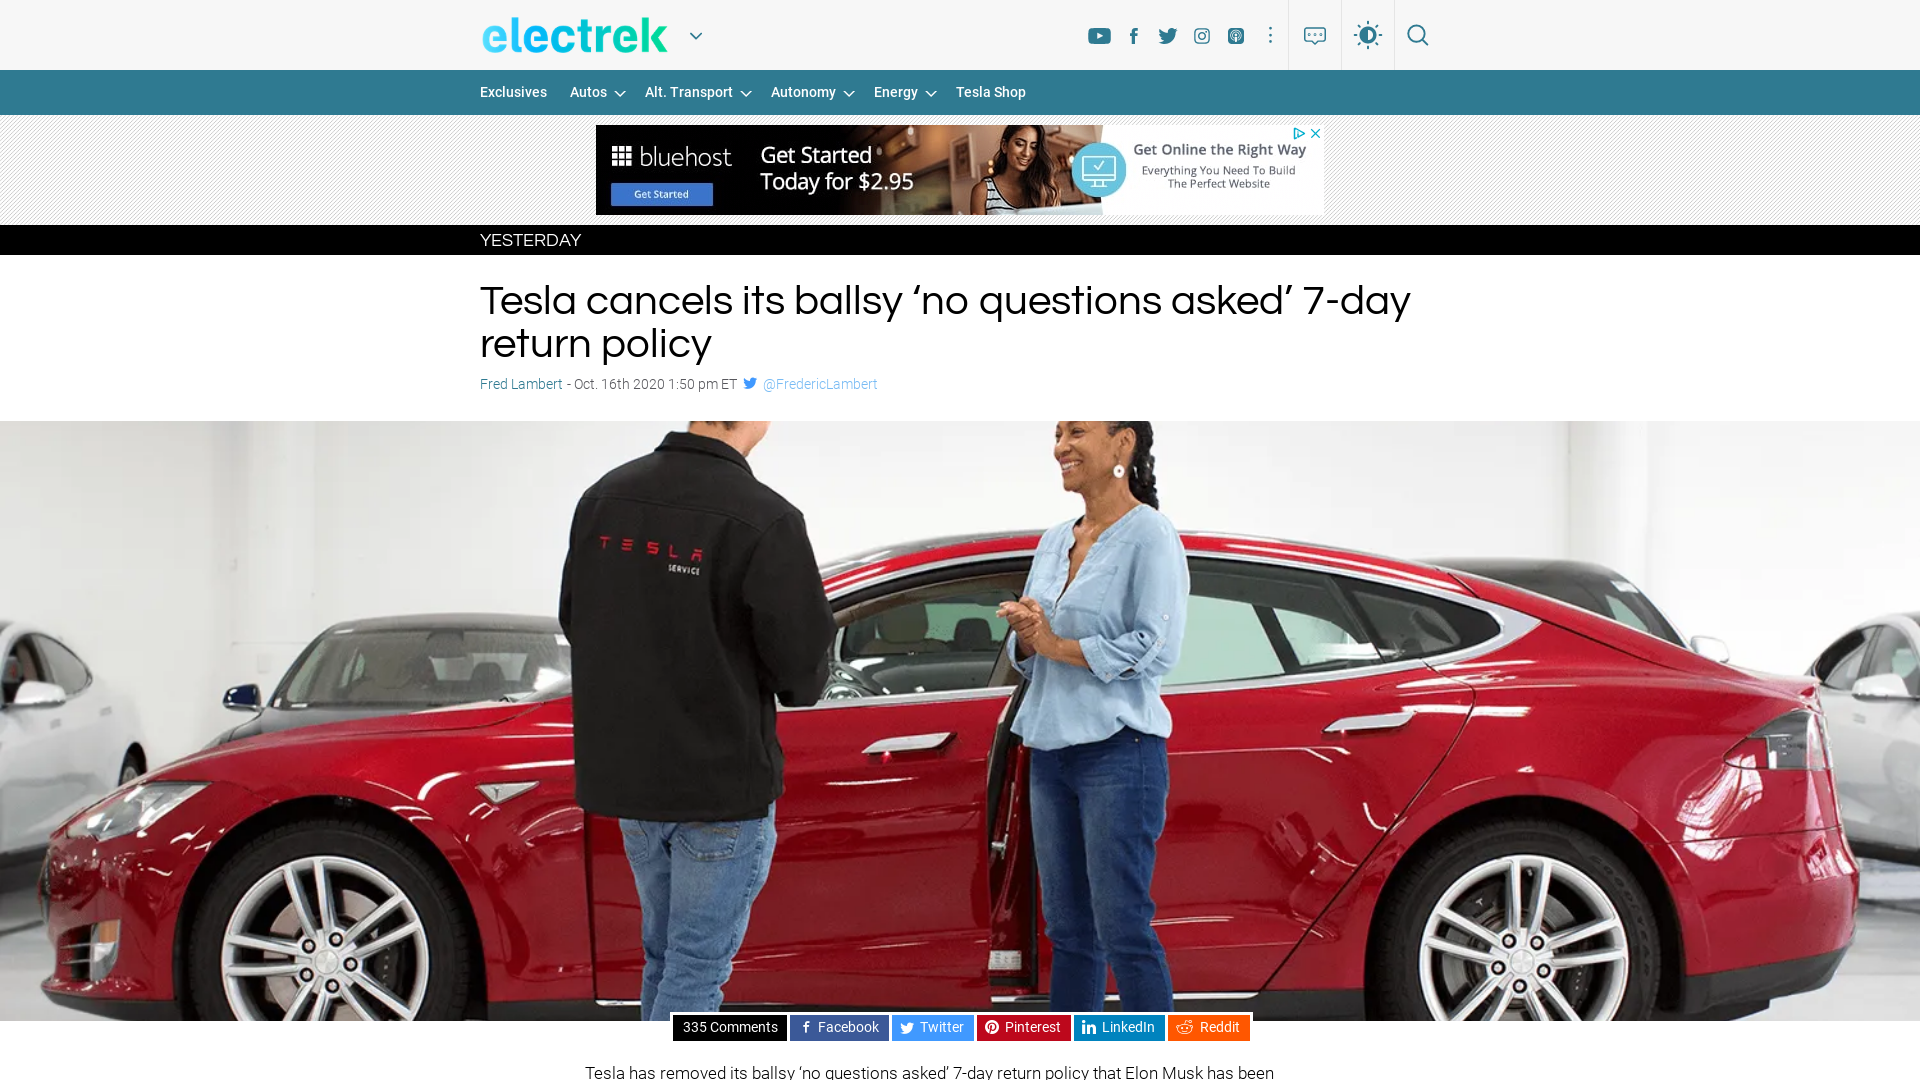 electrek
Exclusives Autos Alt. Transport Autonomy Energy Tesla Shop
bluehost
Get Started
Get Started
Today for $2.95
Get Online the Right Way
Everything You Need To Build
The Perfect Website
YESTERDAY
Tesla cancels its ballsy ‘no questions asked’ 7-day
return policy
Fred Lambert - Oct. 16th 2020 1:50 pm ET @FredericLambert
TESLA
SERVICE
335 Comments Facebook Twitter Pinterest LinkedIn Reddit
Tesla has removed its ballsy ‘no questions asked’ 7-day return policy that Elon Musk has been